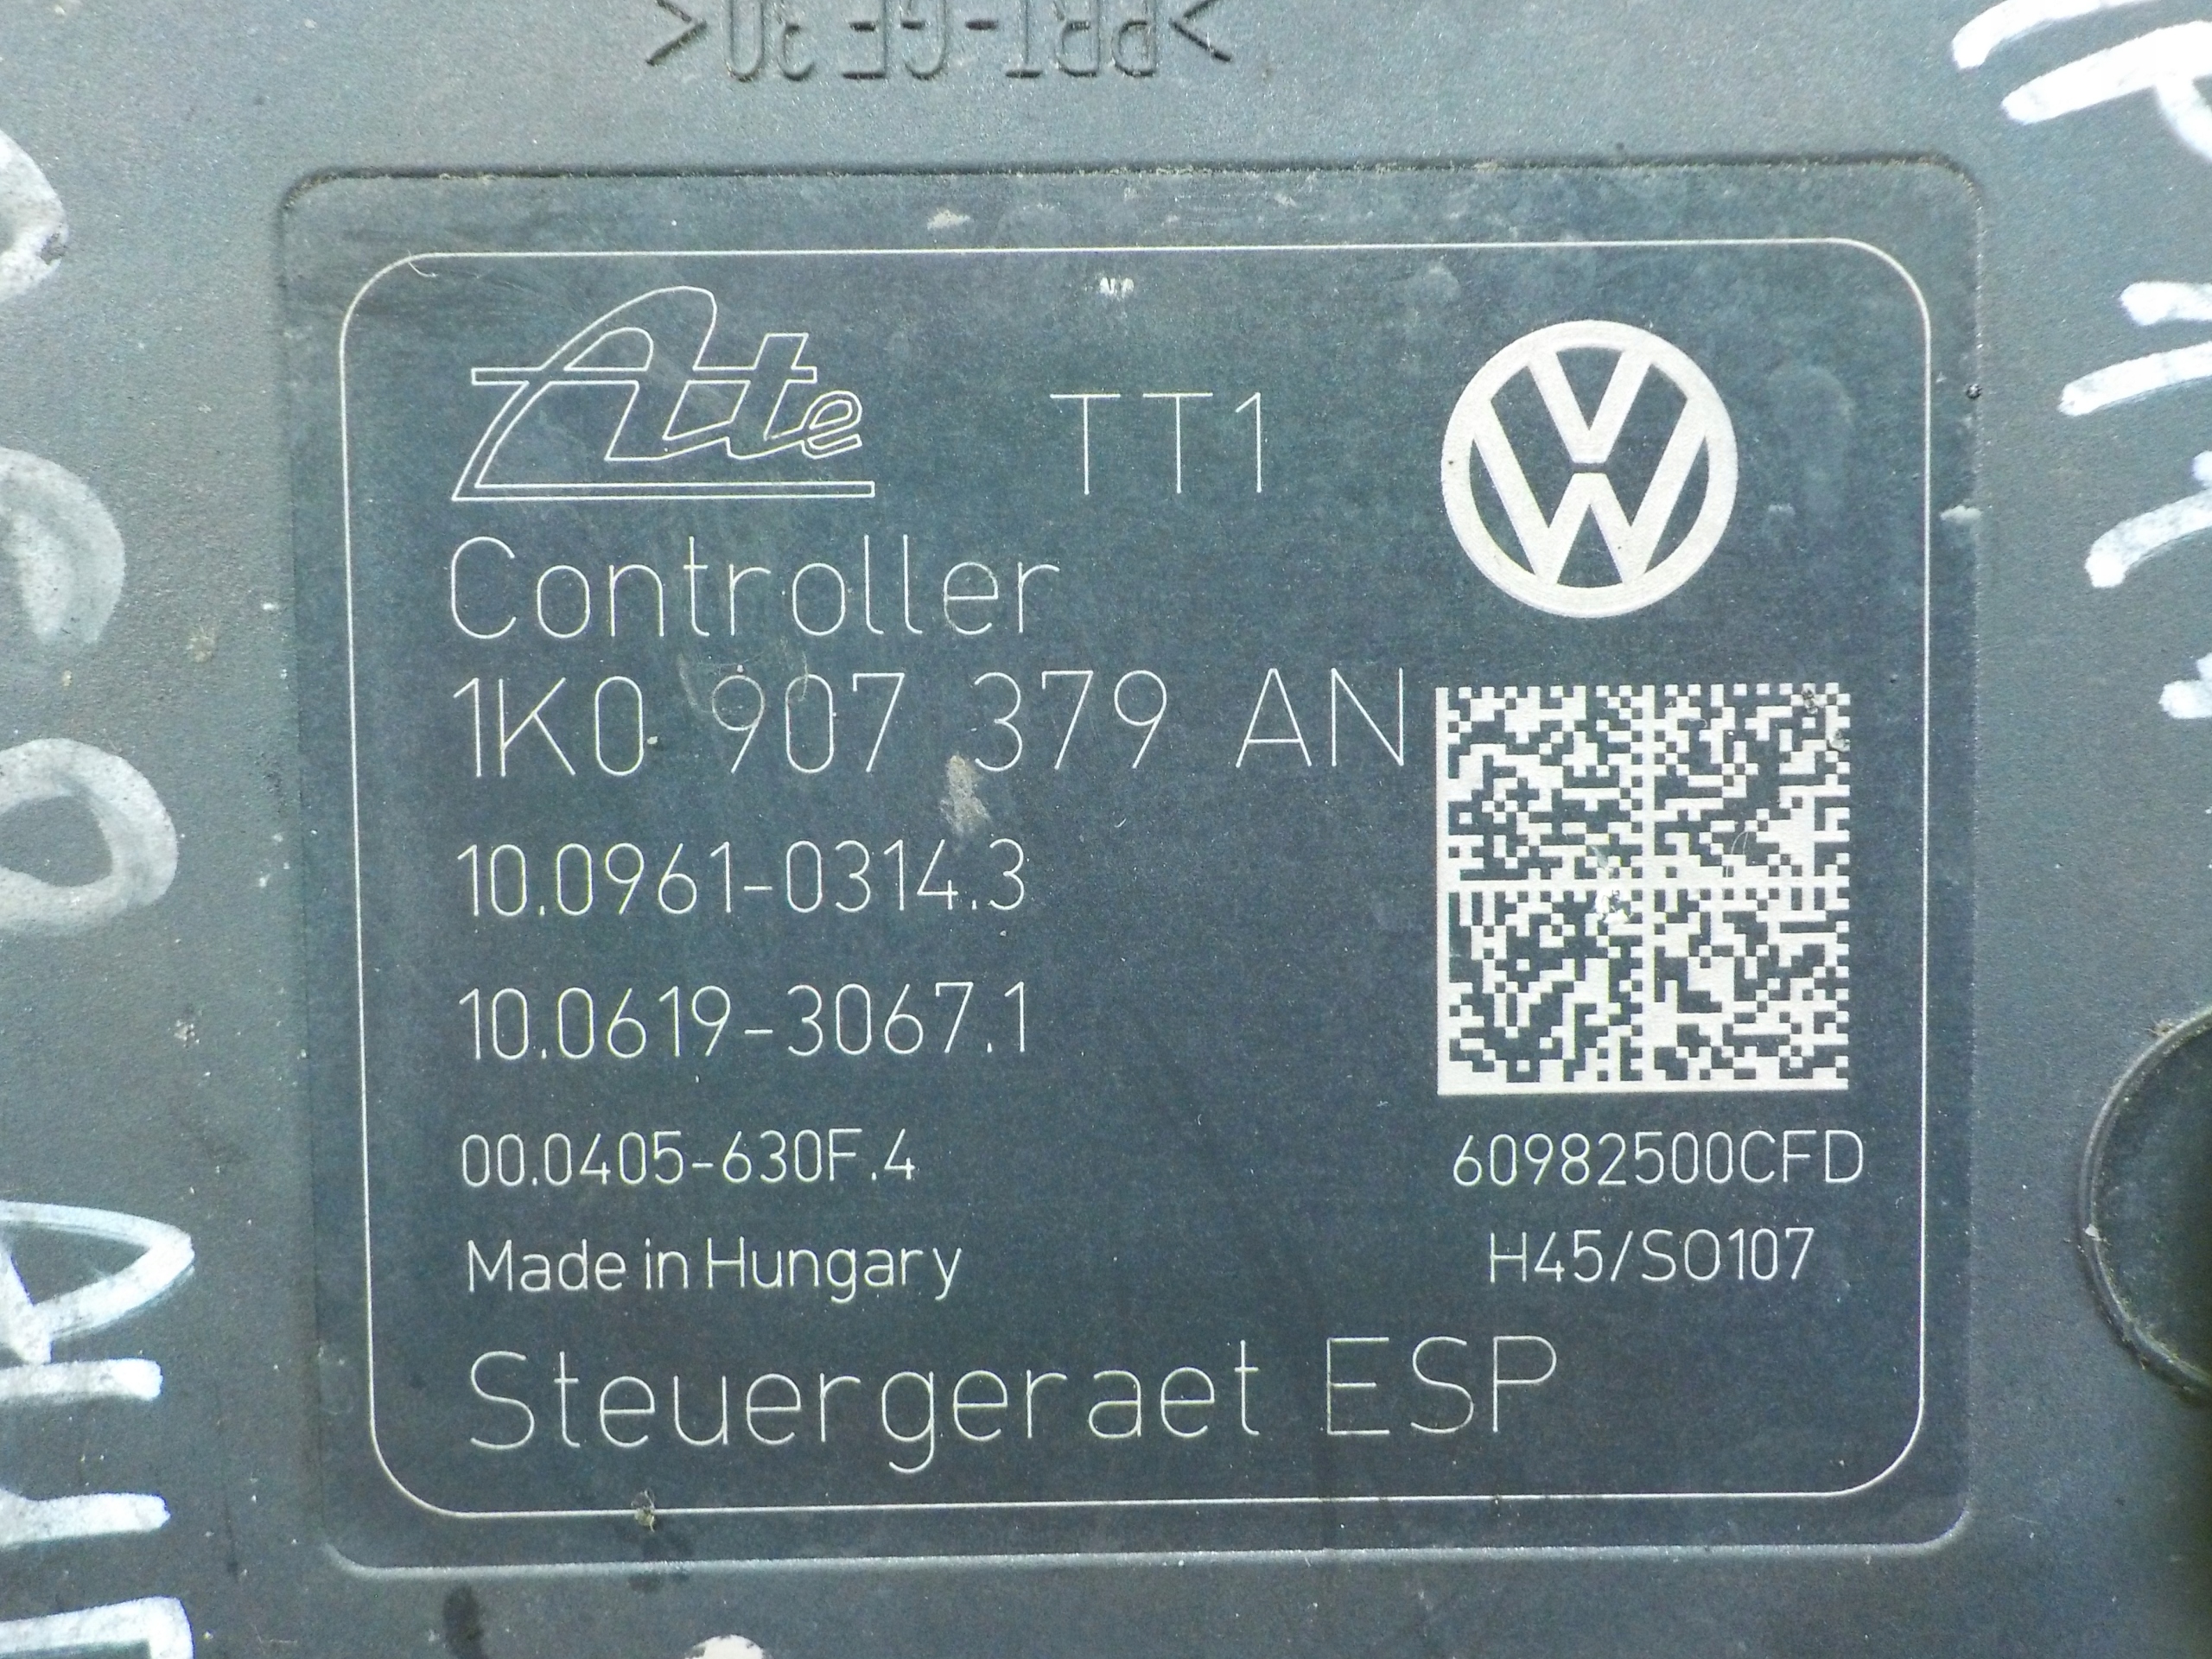 >PBT-GF30<
Ate TT1
Controller
1K0 907 379 AN
10.0961-0314.3
10.0619-3067.1
00.0405-630F.4
60982500CFD
Made in Hungary
H45/SO107
Steuergeraet ESP